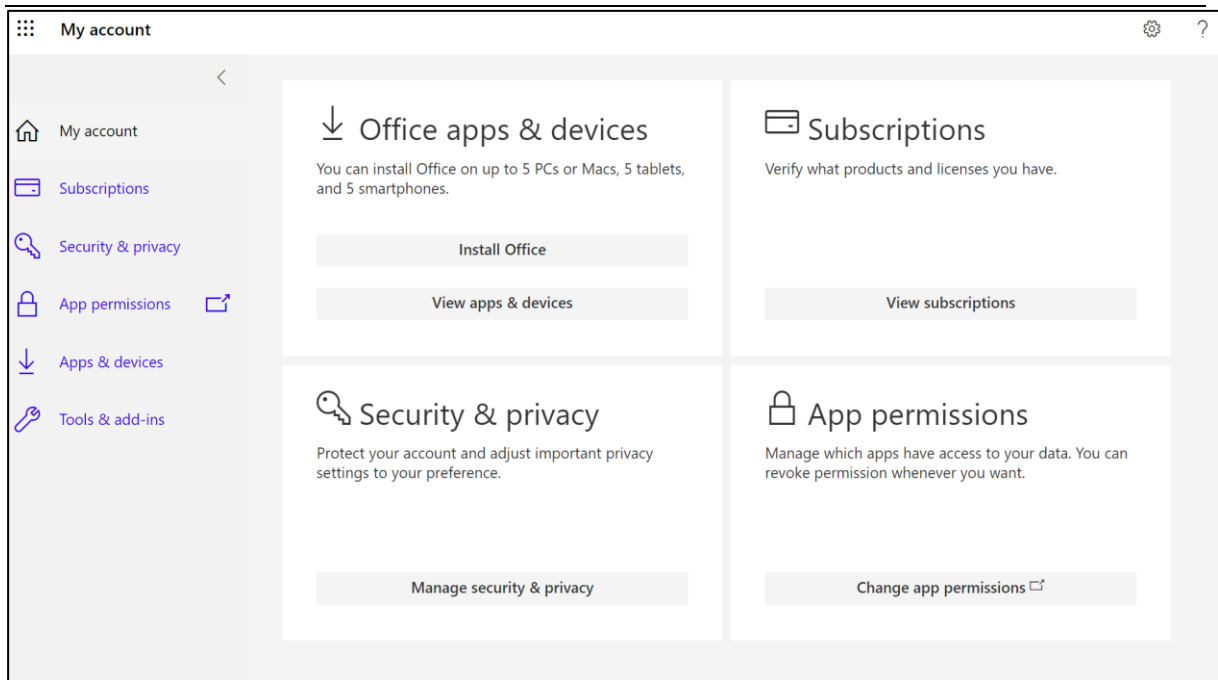 My account
?
My account
Subscriptions
Security & privacy
App permissions
Apps & devices
Tools & add-ins
Office apps & devices
You can install Office on up to 5 PCs or Macs, 5 tablets,
and 5 smartphones.
Install Office
View apps & devices
Subscriptions
Verify what products and licenses you have.
View subscriptions
Security & privacy
Protect your account and adjust important privacy
settings to your preference.
Manage security & privacy
App permissions
Manage which apps have access to your data. You can
revoke permission whenever you want.
Change app permissions